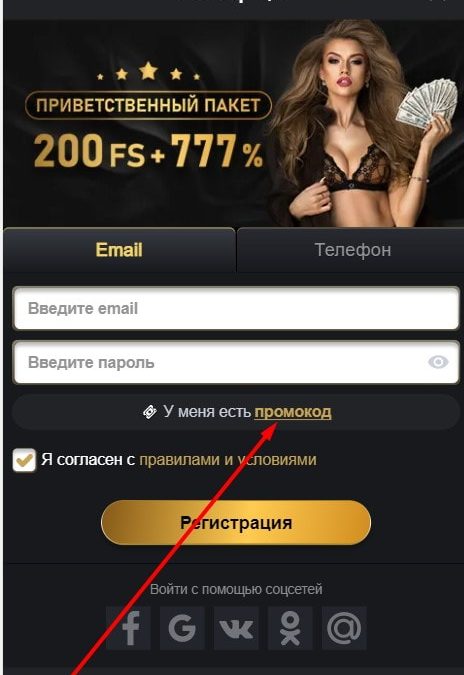 ПРИВЕТСТВЕННЫЙ ПАКЕТ
200 FS + 777 %
Email
Телефон
Введите email
Введите пароль
У меня есть промокод
Я согласен с правилами и условиями
Регистрация
Войти с помощью соцсетей